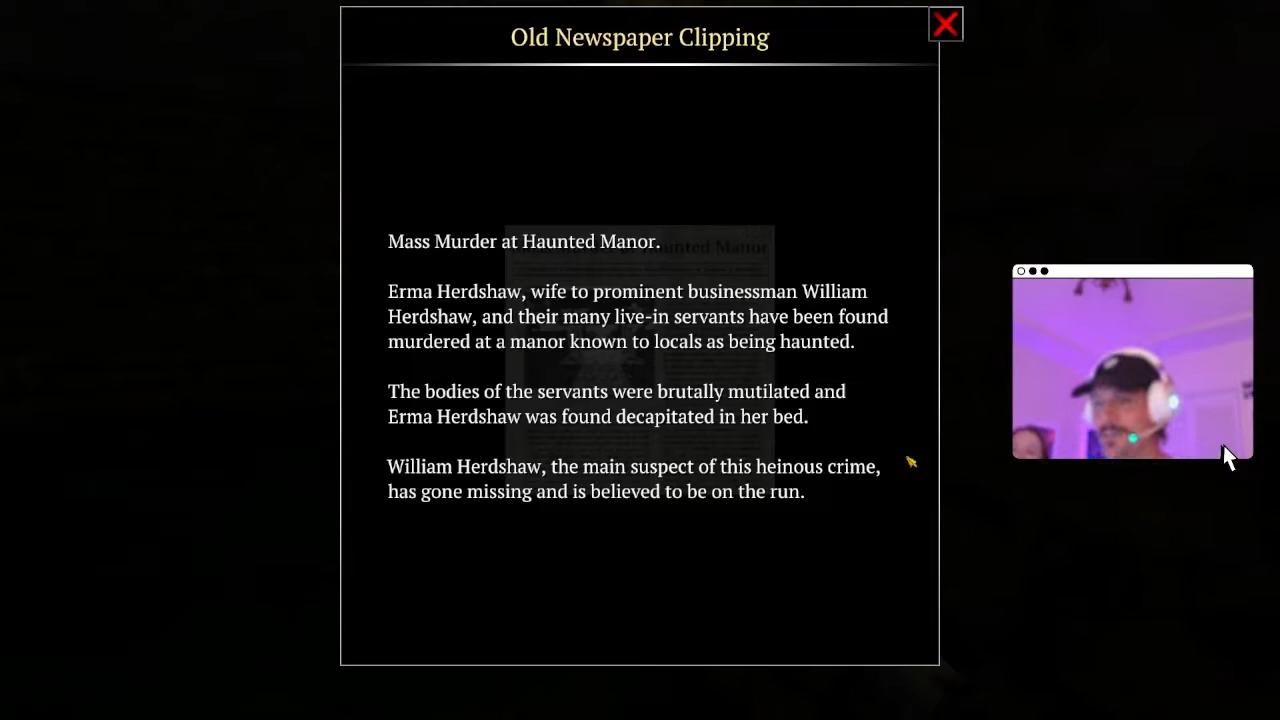 Old Newspaper Clipping
Mass Murder at Haunted Manor.
Erma Herdshaw, wife to prominent businessman William
Herdshaw, and their many live-in servants have been found
murdered at a manor known to locals as being haunted.
The bodies of the servants were brutally mutilated and
Erma Herdshaw was found decapitated in her bed.
William Herdshaw, the main suspect of this heinous crime,
has gone missing and is believed to be on the run.